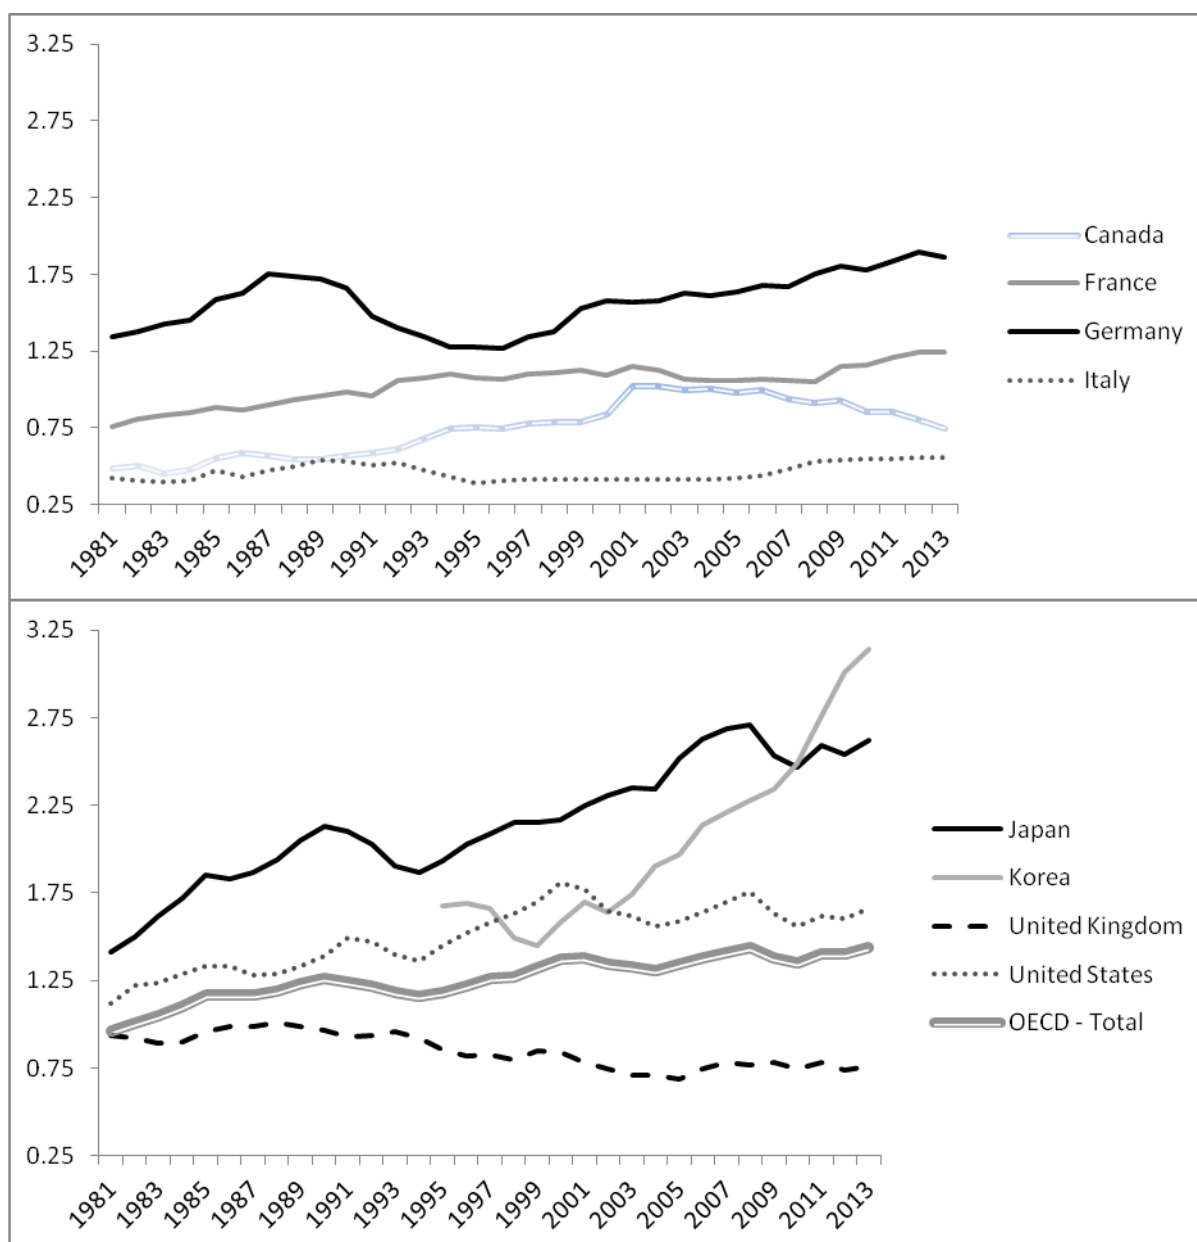 3.25
2.75
2.25
1.75
1.25
0.75
0.25
1981 1983 1985 1987 1989 1991 1993 1995 1997 1999 2001 2003 2005 2007 2009 2011 2013
Canada
France
Germany
Italy
3.25
2.75
2.25
1.75
1.25
0.75
0.25
1981 1983 1985 1987 1989 1991 1993 1995 1997 1999 2001 2003 2005 2007 2009 2011 2013
Japan
Korea
United Kingdom
United States
OECD - Total